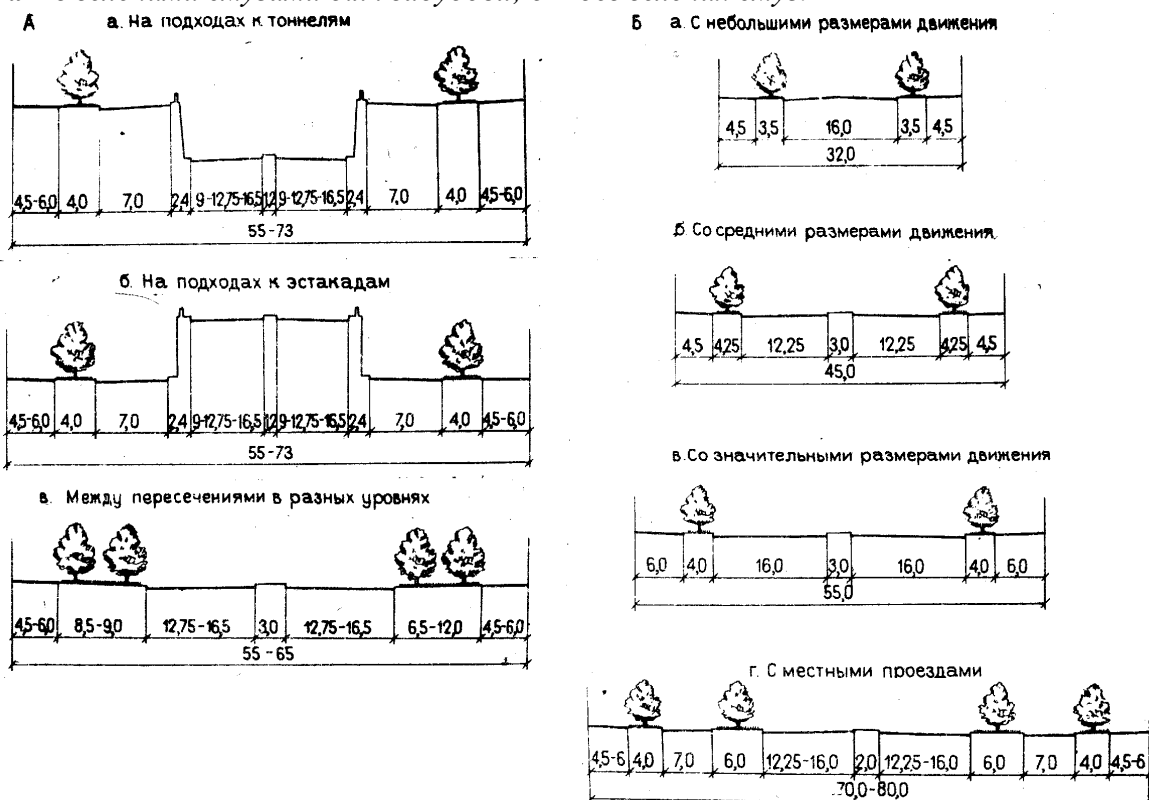 А
а. На подходах к тоннелям
4,5-6,0 4,0 7,0 2,4 9-12,75-16,5 1,2 9-12,75-16,5 2,4 7,0 4,0 4,5-6,0
55-73
б. На подходах к эстакадам
4,5-6,0 4,0 7,0 2,4 9-12,75-16,5 1,2 9-12,75-16,5 2,4 7,0 4,0 4,5-6,0
55-73
в. Между пересечениями в разных уровнях
4,5-6,0 8,5-9,0 12,75-16,5 3,0 12,75-16,5 6,5-12,0 4,5-6,0
55-65
Б
а. С небольшими размерами движения
4,5 3,5 16,0 3,5 4,5
32,0
б. Со средними размерами движения
4,5 4,25 12,25 3,0 12,25 4,25 4,5
45,0
в. Со значительными размерами движения
6,0 4,0 16,0 3,0 16,0 4,0 6,0
55,0
г. С местными проездами
4,5-6 4,0 7,0 6,0 12,25-16,0 2,0 12,25-16,0 6,0 7,0 4,0 4,5-6
70,0-80,0